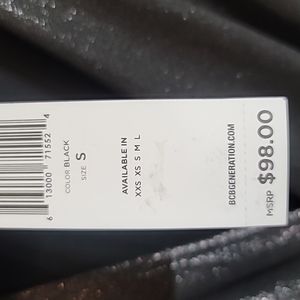 6 13000 71552 4
COLOR BLACK
SIZE S
AVAILABLE IN
XXS XS S M L
BCBGENERATION.COM
MSRP $98.00